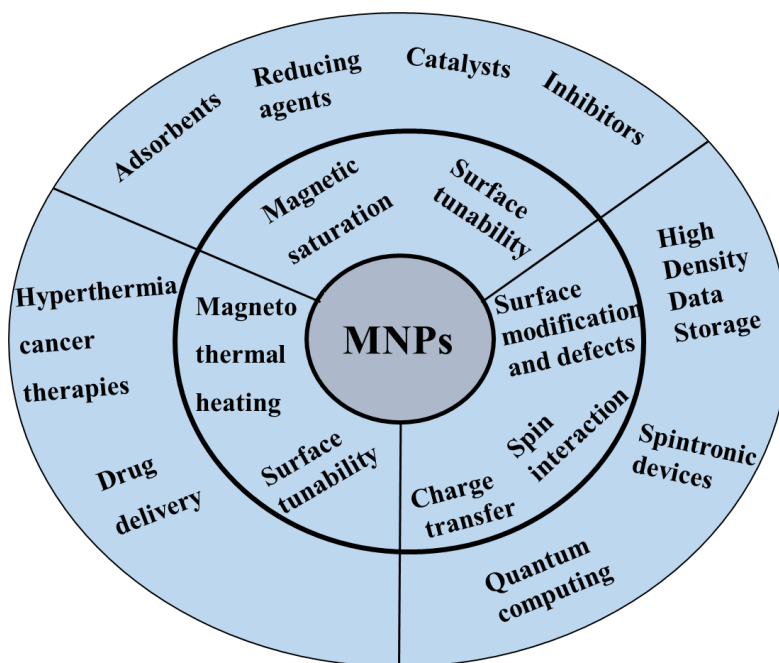 Adsorbents
Reducing
agents
Catalysts
Inhibitors
Magnetic
saturation
Surface
tunability
High
Density
Data
Storage
Hyperthermia
cancer
therapies
Magneto
thermal
heating
MNPs
Surface
modification
and defects
Spin
interaction
Spintronic
devices
Drug
delivery
Surface
tunability
Charge
transfer
Quantum
computing